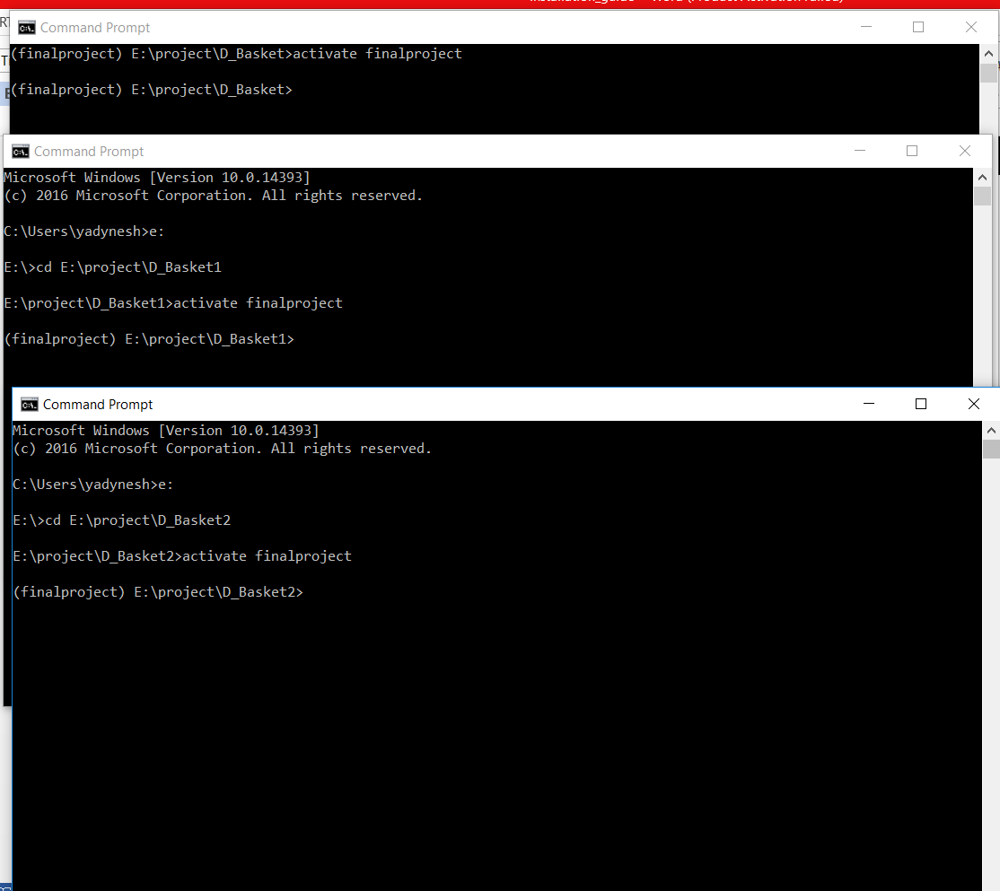 Command Prompt
(finalproject) E:\project\D_Basket>activate finalproject
(finalproject) E:\project\D_Basket>
Command Prompt
Microsoft Windows [Version 10.0.14393]
(c) 2016 Microsoft Corporation. All rights reserved.
C:\Users\yadynesh>e:
E:\>cd E:\project\D_Basket1
E:\project\D_Basket1>activate finalproject
(finalproject) E:\project\D_Basket1>
Command Prompt
Microsoft Windows [Version 10.0.14393]
(c) 2016 Microsoft Corporation. All rights reserved.
C:\Users\yadynesh>e:
E:\>cd E:\project\D_Basket2
E:\project\D_Basket2>activate finalproject
(finalproject) E:\project\D_Basket2>